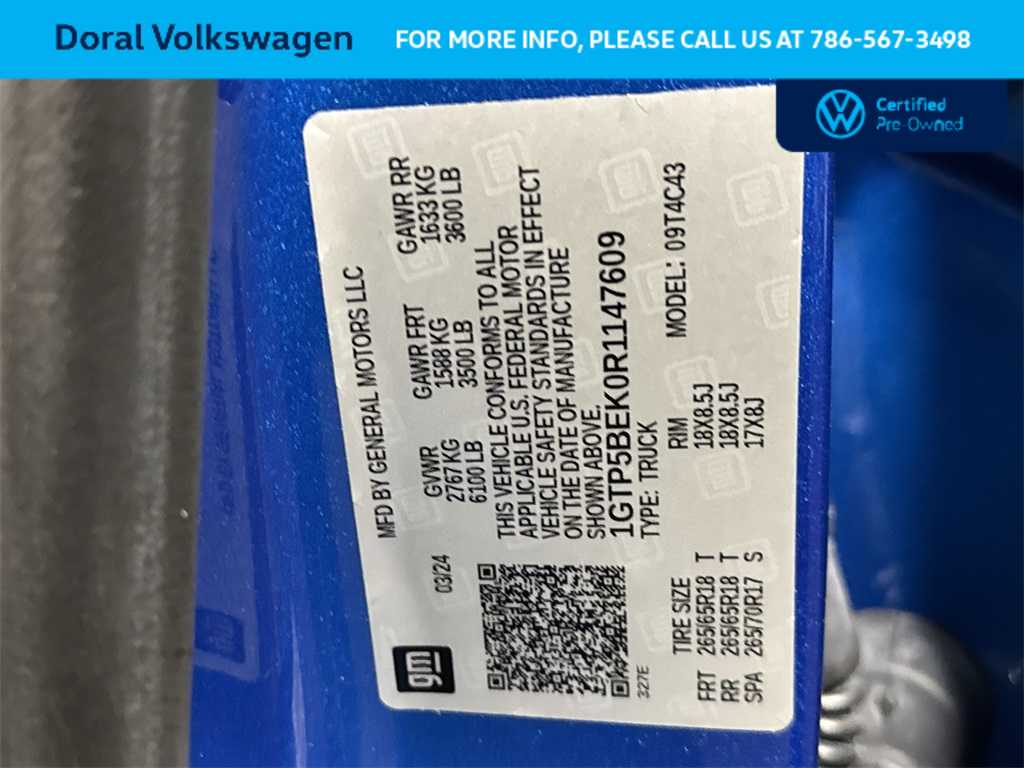 Doral Volkswagen
FOR MORE INFO, PLEASE CALL US AT 786-567-3498
Certified
Pre-Owned
gm
MFD BY GENERAL MOTORS LLC
03/24
GVWR GAWR FRT GAWR RR
2767 KG 1588 KG 1633 KG
6100 LB 3500 LB 3600 LB
THIS VEHICLE CONFORMS TO ALL
APPLICABLE U.S. FEDERAL MOTOR
VEHICLE SAFETY STANDARDS IN EFFECT
ON THE DATE OF MANUFACTURE
SHOWN ABOVE.
1GTP5BEK0R1147609
TYPE: TRUCK MODEL: 09T4C43
327E
TIRE SIZE RIM
FRT 265/65R18 T 18X8.5J
RR 265/65R18 T 18X8.5J
SPA 265/70R17 S 17X8J